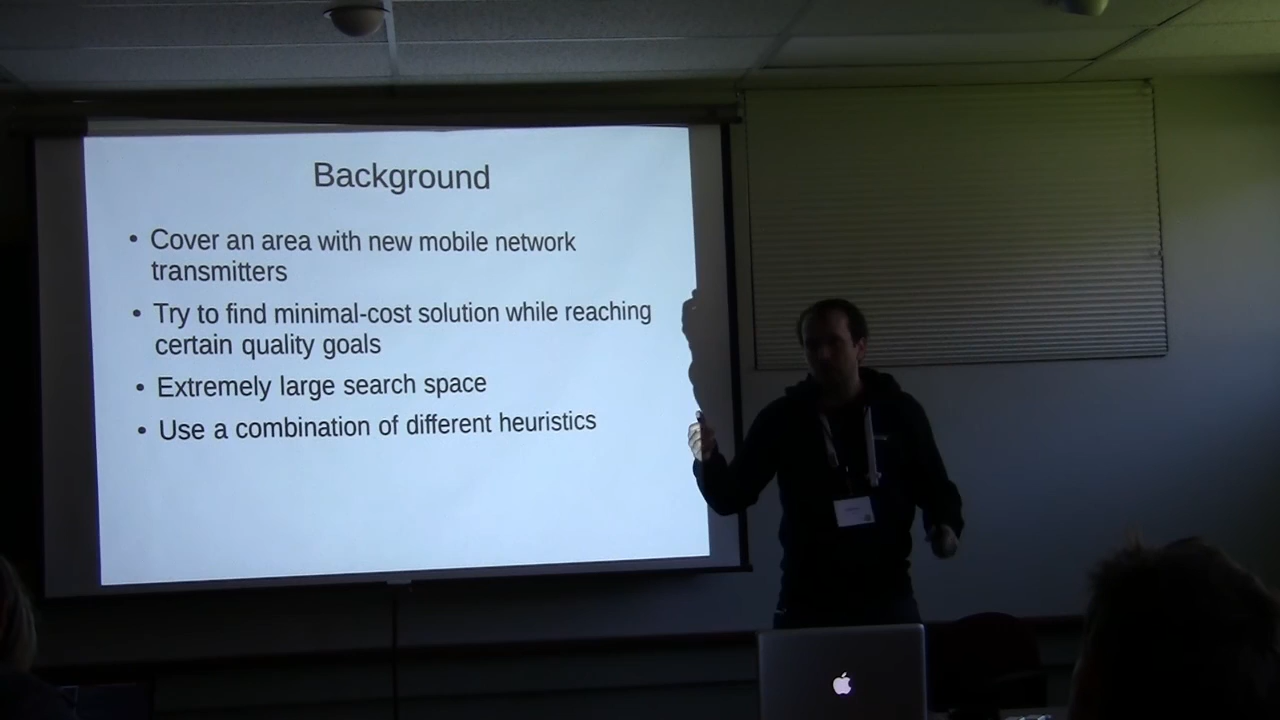 Background
• Cover an area with new mobile network
transmitters
• Try to find minimal-cost solution while reaching
certain quality goals
• Extremely large search space
• Use a combination of different heuristics